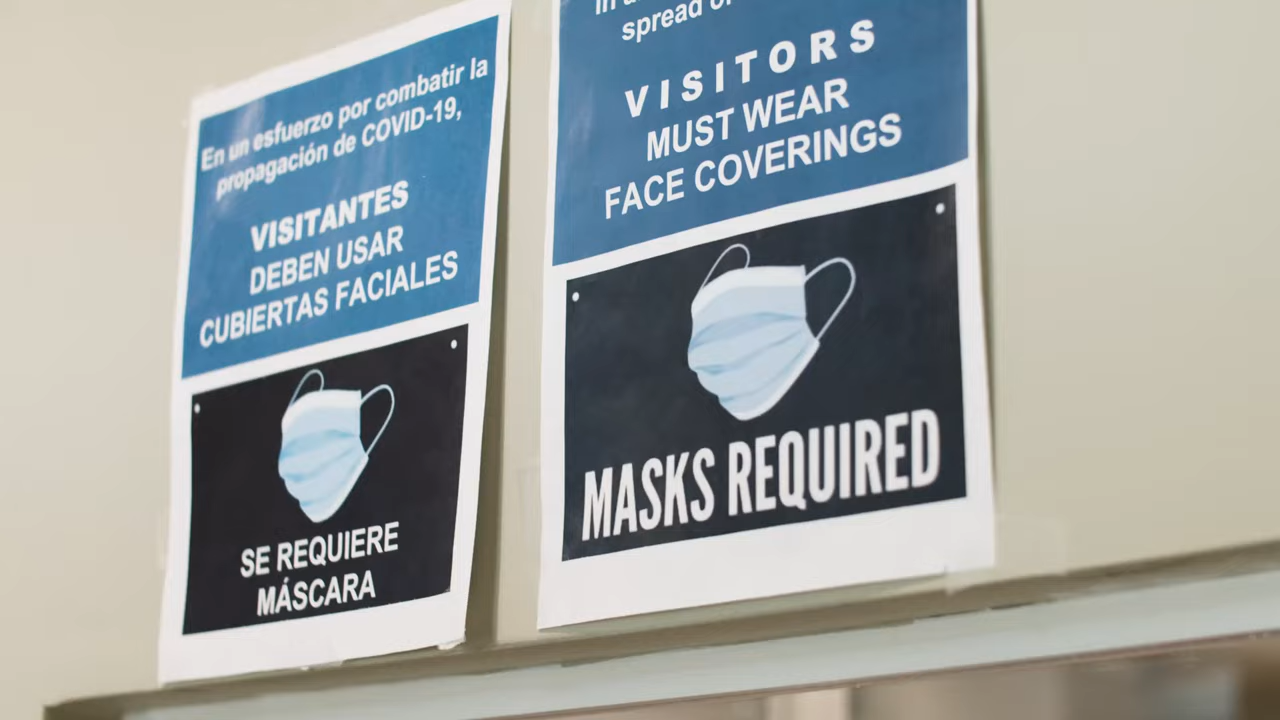 En un esfuerzo por combatir la
propagación de COVID-19,
VISITANTES
DEBEN USAR
CUBIERTAS FACIALES
SE REQUIERE
MÁSCARA
spread
VISITORS
MUST WEAR
FACE COVERINGS
MASKS REQUIRED